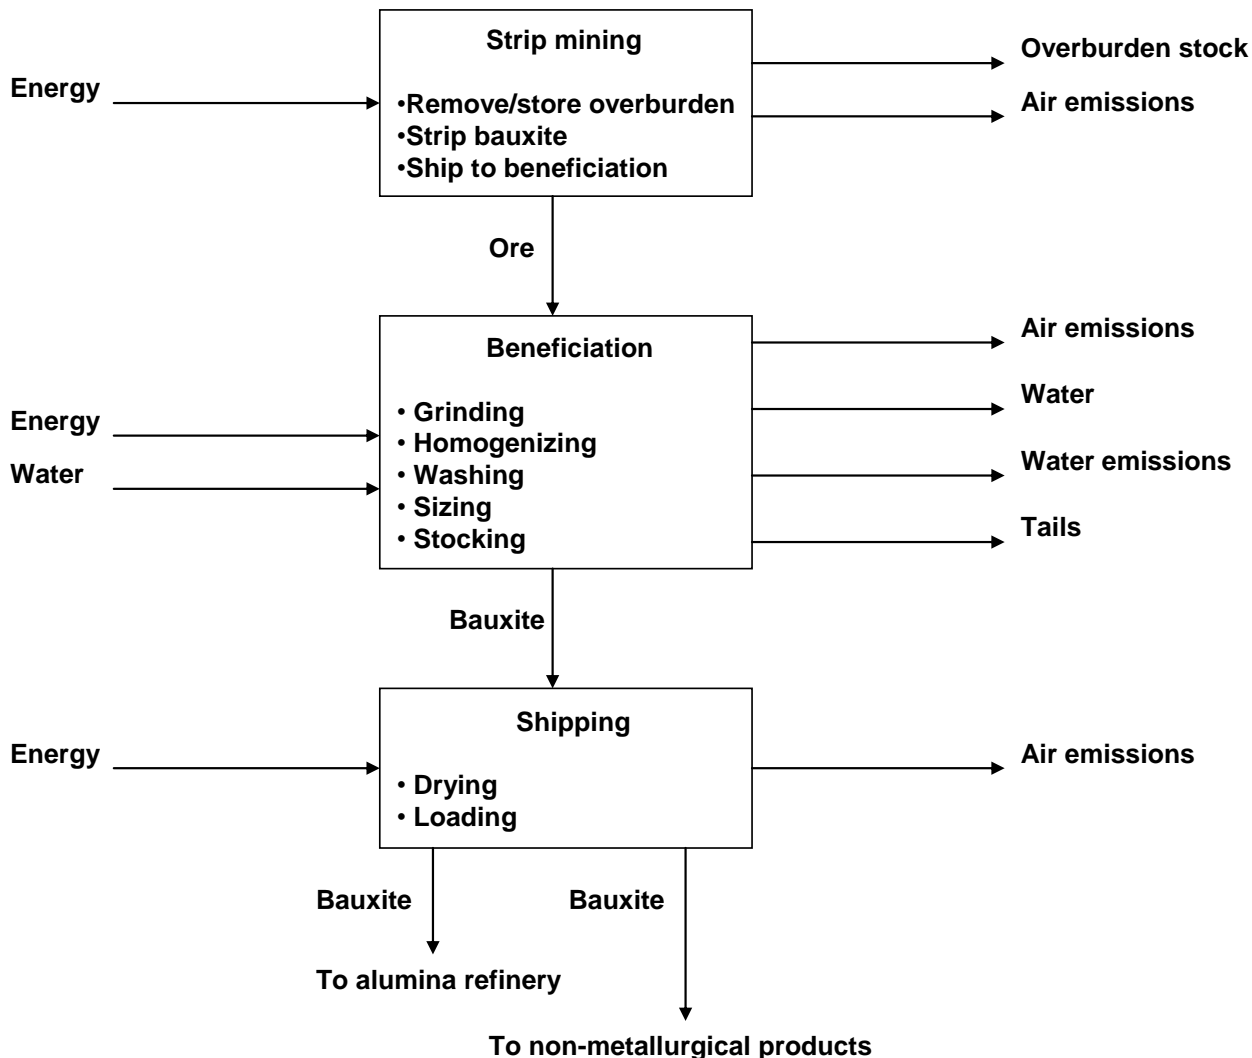 Strip mining
Energy
•Remove/store overburden
•Strip bauxite
•Ship to beneficiation
Overburden stock
Air emissions
Ore
Beneficiation
Energy
Water
• Grinding
• Homogenizing
• Washing
• Sizing
• Stocking
Air emissions
Water
Water emissions
Tails
Bauxite
Shipping
Energy
• Drying
• Loading
Air emissions
Bauxite
Bauxite
To alumina refinery
To non-metallurgical products